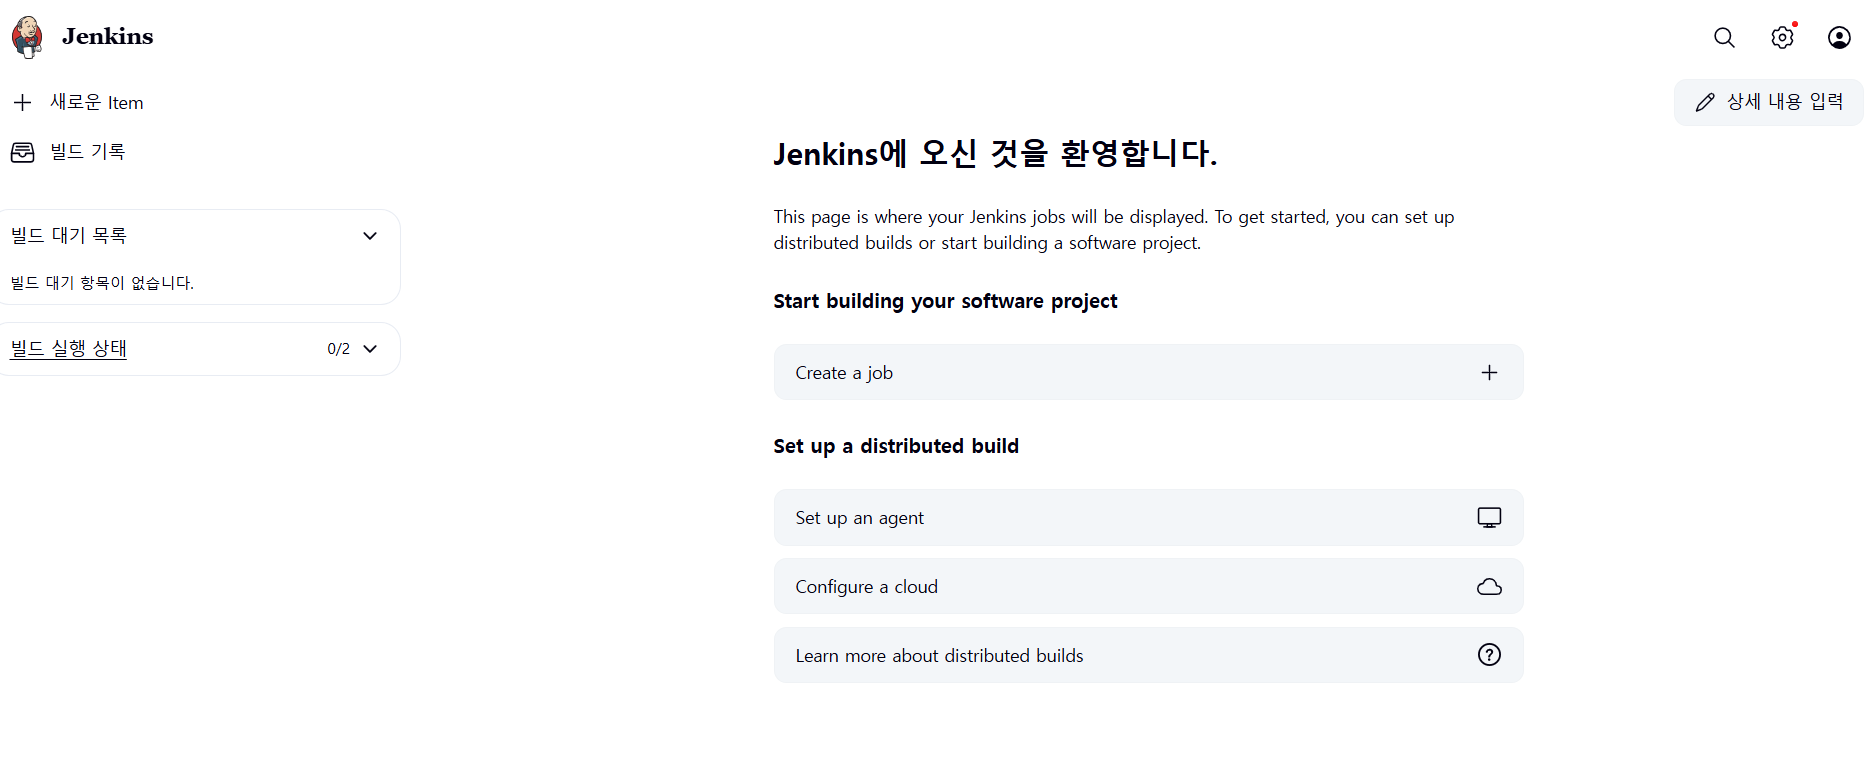 Jenkins
새로운 Item
빌드 기록
빌드 대기 목록
빌드 대기 항목이 없습니다.
빌드 실행 상태
0/2
상세 내용 입력
Jenkins에 오신 것을 환영합니다.
This page is where your Jenkins jobs will be displayed. To get started, you can set up
distributed builds or start building a software project.
Start building your software project
Create a job
Set up a distributed build
Set up an agent
Configure a cloud
Learn more about distributed builds